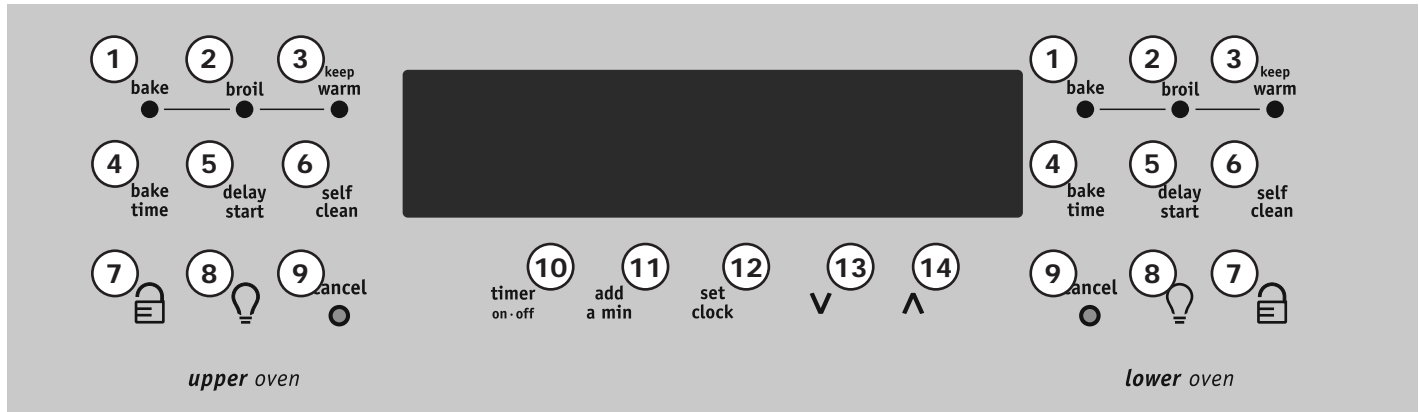 1 2 3
keep
bake broil warm
4 5 6
bake delay self
time start clean
7 8 9
cancel
upper oven
10 11 12 13 14
timer add set
on·off a min clock
∨ ∧
1 2 3
keep
bake broil warm
4 5 6
bake delay self
time start clean
9 8 7
cancel
lower oven